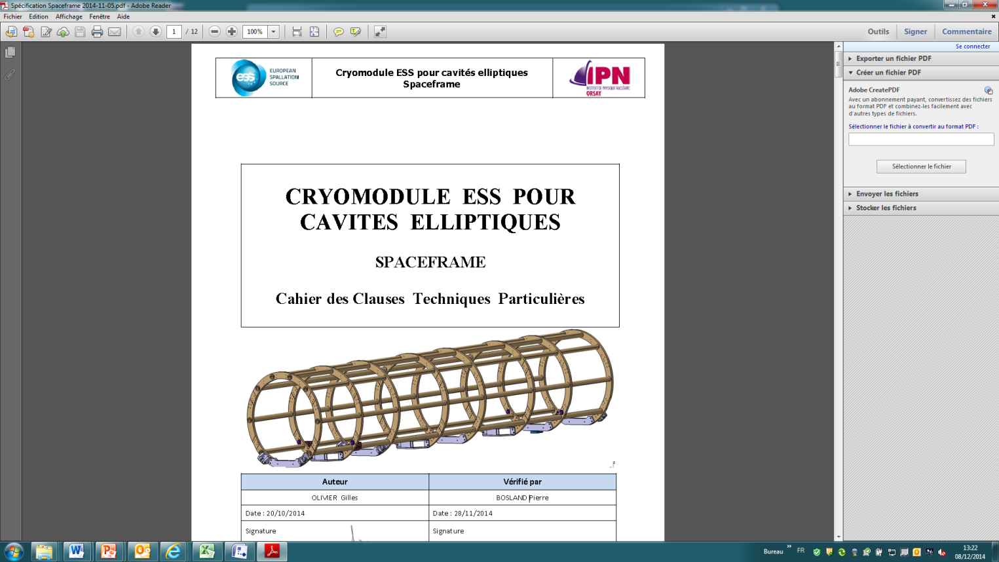 Spécification Spaceframe 2014-11-05.pdf - Adobe Reader
Fichier Edition Affichage Fenêtre Aide
1 / 12 100% Outils Signer Commentaire
Se connecter
Exporter un fichier PDF
Créer un fichier PDF
Adobe CreatePDF
Avec un abonnement payant, convertissez des fichiers
au format PDF et combinez-les facilement avec
d'autres types de fichiers.
Sélectionner le fichier à convertir au format PDF :
Sélectionner le fichier
Envoyer les fichiers
Stocker les fichiers
ess
EUROPEAN
SPALLATION
SOURCE
Cryomodule ESS pour cavités elliptiques
Spaceframe
IPN
INSTITUT DE PHYSIQUE NUCLÉAIRE
ORSAY
CRYOMODULE ESS POUR
CAVITES ELLIPTIQUES
SPACEFRAME
Cahier des Clauses Techniques Particulières
Auteur Vérifié par
OLIVIER Gilles BOSLAND Pierre
Date : 20/10/2014 Date : 28/11/2014
Signature Signature
Bureau » FR
13:22
08/12/2014